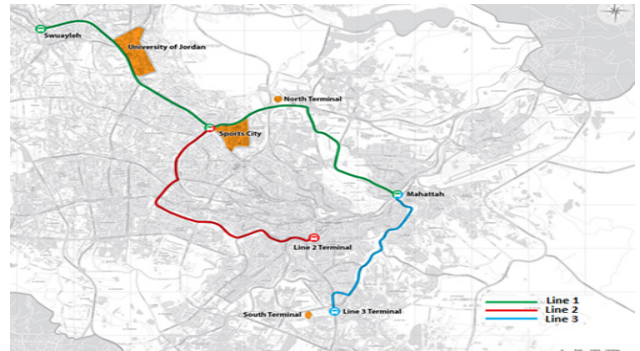 Swuayleh
University of Jordan
North Terminal
Sports City
Mahattah
Line 2 Terminal
South Terminal
Line 3 Terminal
Line 1
Line 2
Line 3